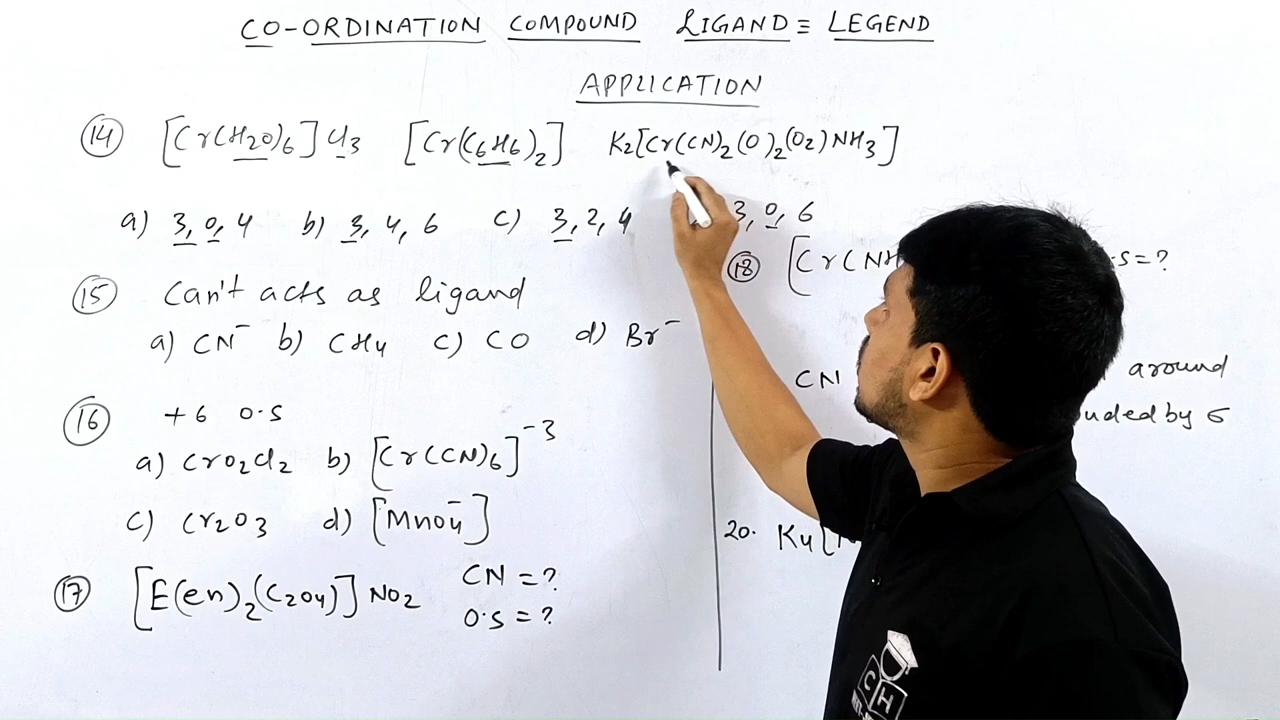 CO-ORDINATION COMPOUND LIGAND ≡ LEGEND
APPLICATION
14 [Cr(H2O)6]Cl3 [Cr(C6H6)2] K2[Cr(CN)2(O)2(O2)NH3]
a) 3, 0, 4 b) 3, 4, 6 c) 3, 2, 4 3, 0, 6
15 Can't acts as ligand
a) CN⁻ b) CH4 c) CO d) Br⁻
16 +6 O.S
a) CrO2Cl2 b) [Cr(CN)6]⁻³
c) Cr2O3 d) [MnO4⁻]
17 [E(en)2(C2O4)]NO2 CN = ?
O.S = ?
18 [Cr(NH .S = ?
CN around
by σ
20. K4[
CH